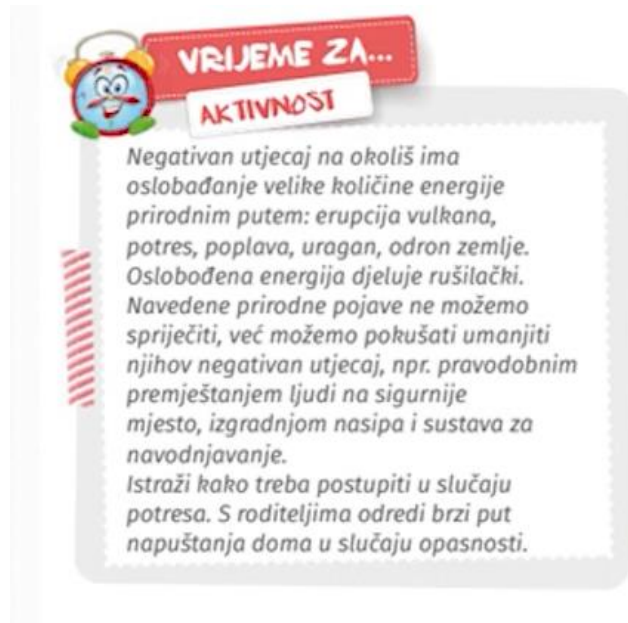 VRIJEME ZA...
AKTIVNOST
Negativan utjecaj na okoliš ima
oslobađanje velike količine energije
prirodnim putem: erupcija vulkana,
potres, poplava, uragan, odron zemlje.
Oslobođena energija djeluje rušilački.
Navedene prirodne pojave ne možemo
spriječiti, već možemo pokušati umanjiti
njihov negativan utjecaj, npr. pravodobnim
premještanjem ljudi na sigurnije
mjesto, izgradnjom nasipa i sustava za
navodnjavanje.
Istraži kako treba postupiti u slučaju
potresa. S roditeljima odredi brzi put
napuštanja doma u slučaju opasnosti.